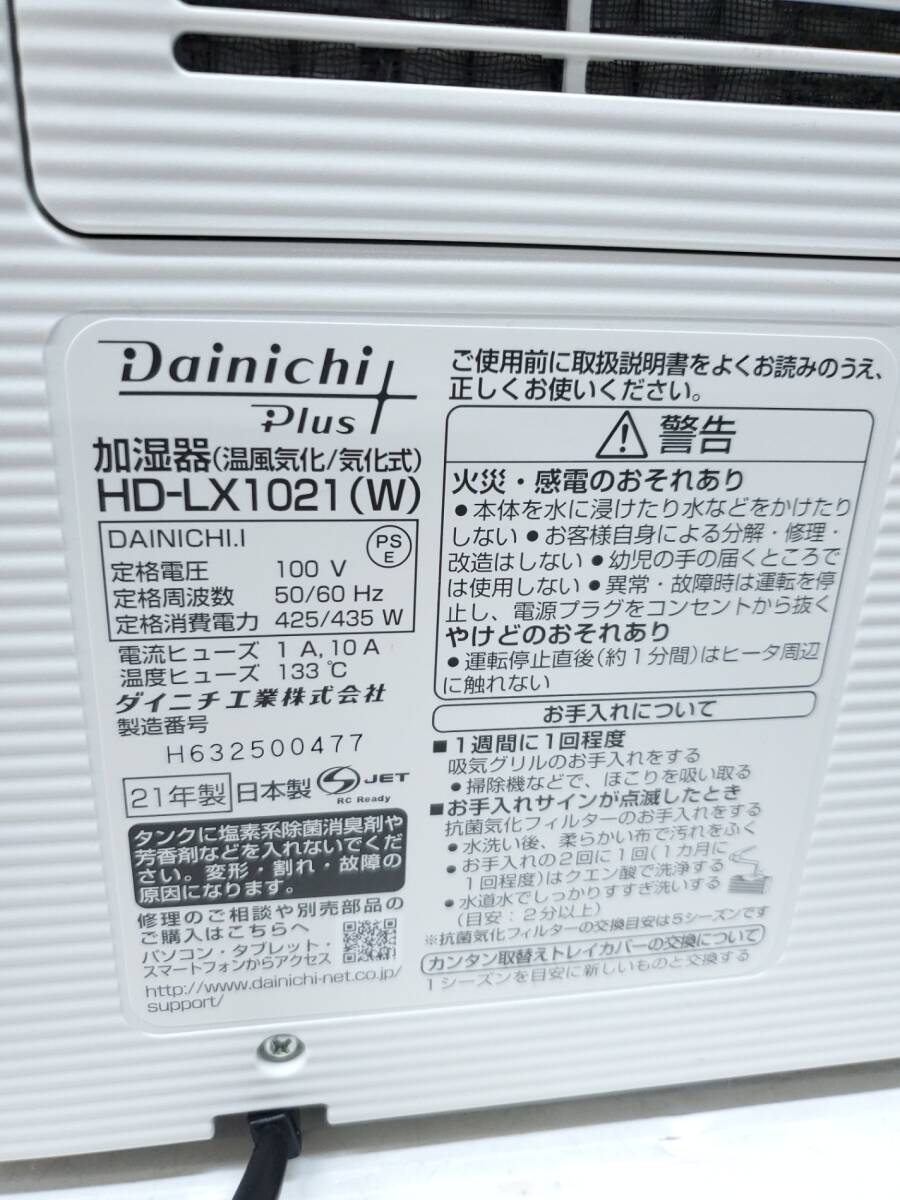 Dainichi
Plus
加湿器(温風気化/気化式)
HD-LX1021(W)
DAINICHI.I
PS
E
定格電圧 100 V
定格周波数 50/60 Hz
定格消費電力 425/435 W
電流ヒューズ 1 A,10 A
温度ヒューズ 133℃
ダイニチ工業株式会社
製造番号
H632500477
21年製 日本製 S JET
RC Ready
タンクに塩素系除菌消臭剤や
芳香剤などを入れないでくだ
さい。変形・割れ・故障の
原因になります。
修理のご相談や別売部品の
ご購入はこちらへ
パソコン・タブレット・
スマートフォンからアクセス
http://www.dainichi-net.co.jp/
support/
ご使用前に取扱説明書をよくお読みのうえ、
正しくお使いください。
警告
火災・感電のおそれあり
●本体を水に浸けたり水などをかけたり
しない ●お客様自身による分解・修理・
改造はしない ●幼児の手の届くところで
は使用しない ●異常・故障時は運転を停
止し、電源プラグをコンセントから抜く
やけどのおそれあり
●運転停止直後(約1分間)はヒータ周辺
に触れない
お手入れについて
■1週間に1回程度
吸気グリルのお手入れをする
●掃除機などで、ほこりを吸い取る
■お手入れサインが点滅したとき
抗菌気化フィルターのお手入れをする
●水洗い後、柔らかい布で汚れをふく
●お手入れの2回に1回(1カ月に
1回程度)はクエン酸で洗浄する
●水道水でしっかりすすぎ洗いする
(目安:2分以上)
※抗菌気化フィルターの交換目安は5シーズンです
カンタン取替えトレイカバーの交換について
1シーズンを目安に新しいものと交換する